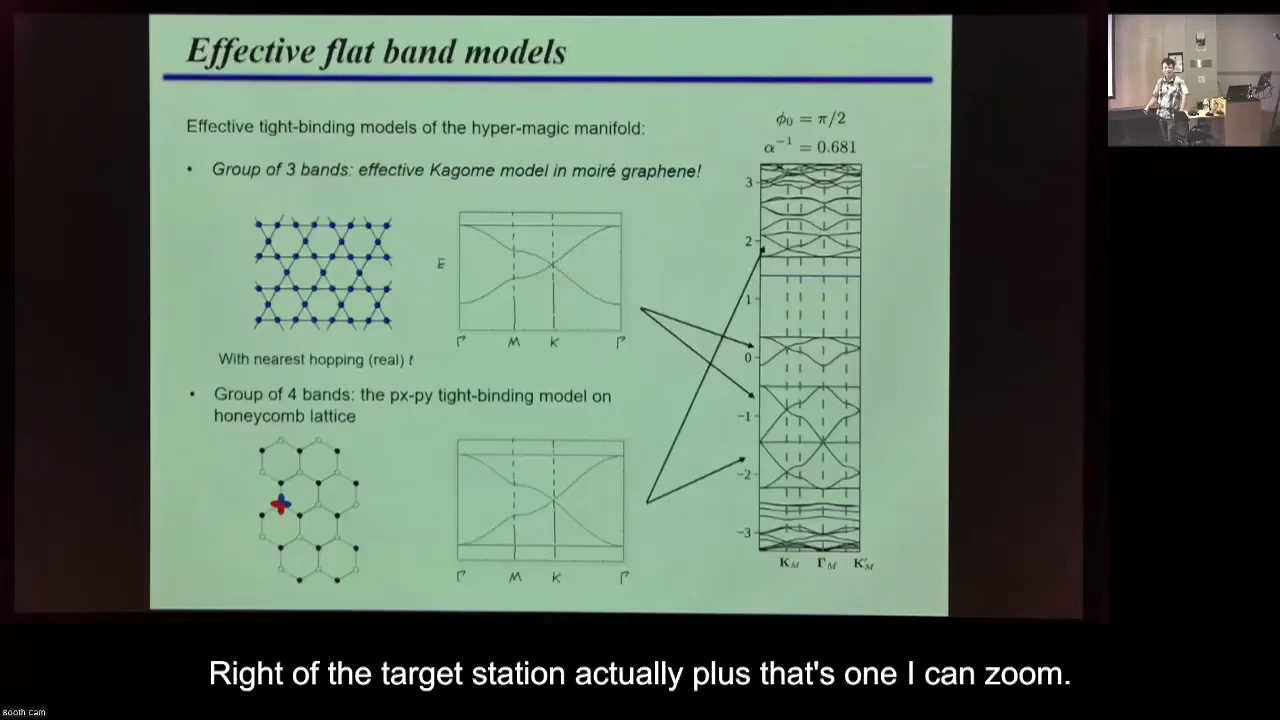 Effective flat band models
Effective tight-binding models of the hyper-magic manifold:
• Group of 3 bands: effective Kagome model in moiré graphene!
E
Γ M K Γ
With nearest hopping (real) t
• Group of 4 bands: the px-py tight-binding model on
honeycomb lattice
Γ M K Γ
ϕ₀ = π/2
α⁻¹ = 0.681
3
2
1
0
−1
−2
−3
K_M Γ_M K′_M
Right of the target station actually plus that's one I can zoom.
Booth Cam